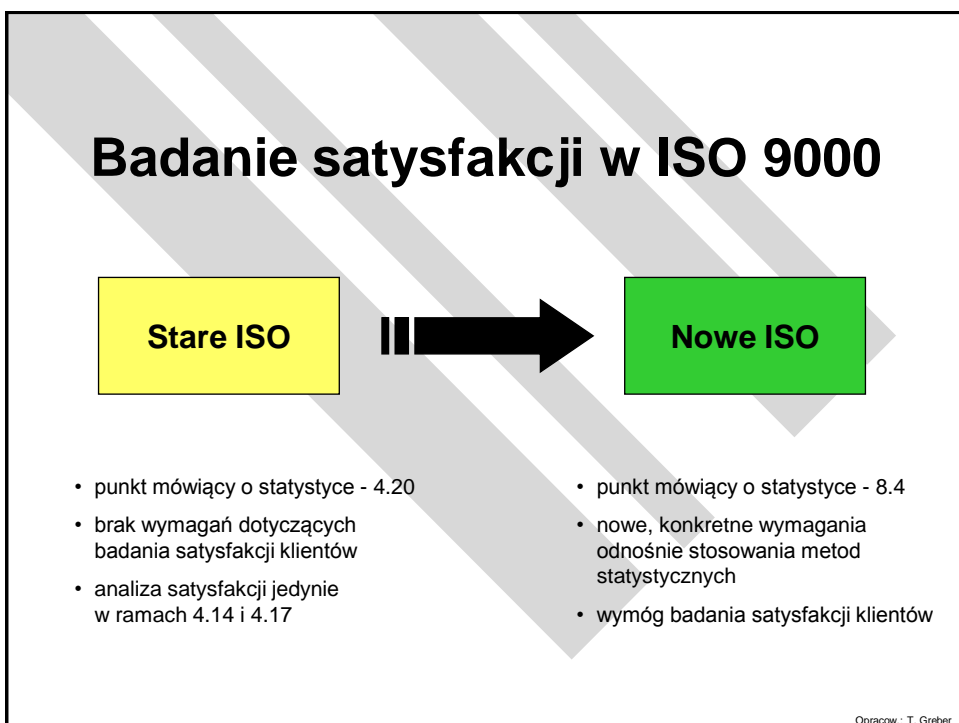 Badanie satysfakcji w ISO 9000
Stare ISO
Nowe ISO
• punkt mówiący o statystyce - 4.20
• brak wymagań dotyczących
badania satysfakcji klientów
• analiza satysfakcji jedynie
w ramach 4.14 i 4.17
• punkt mówiący o statystyce - 8.4
• nowe, konkretne wymagania
odnośnie stosowania metod
statystycznych
• wymóg badania satysfakcji klientów
Opracow.: T. Greber